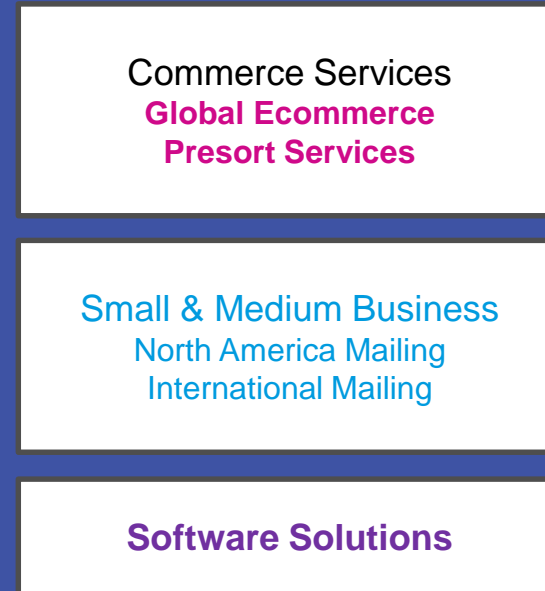 Commerce Services
Global Ecommerce
Presort Services
Small & Medium Business
North America Mailing
International Mailing
Software Solutions